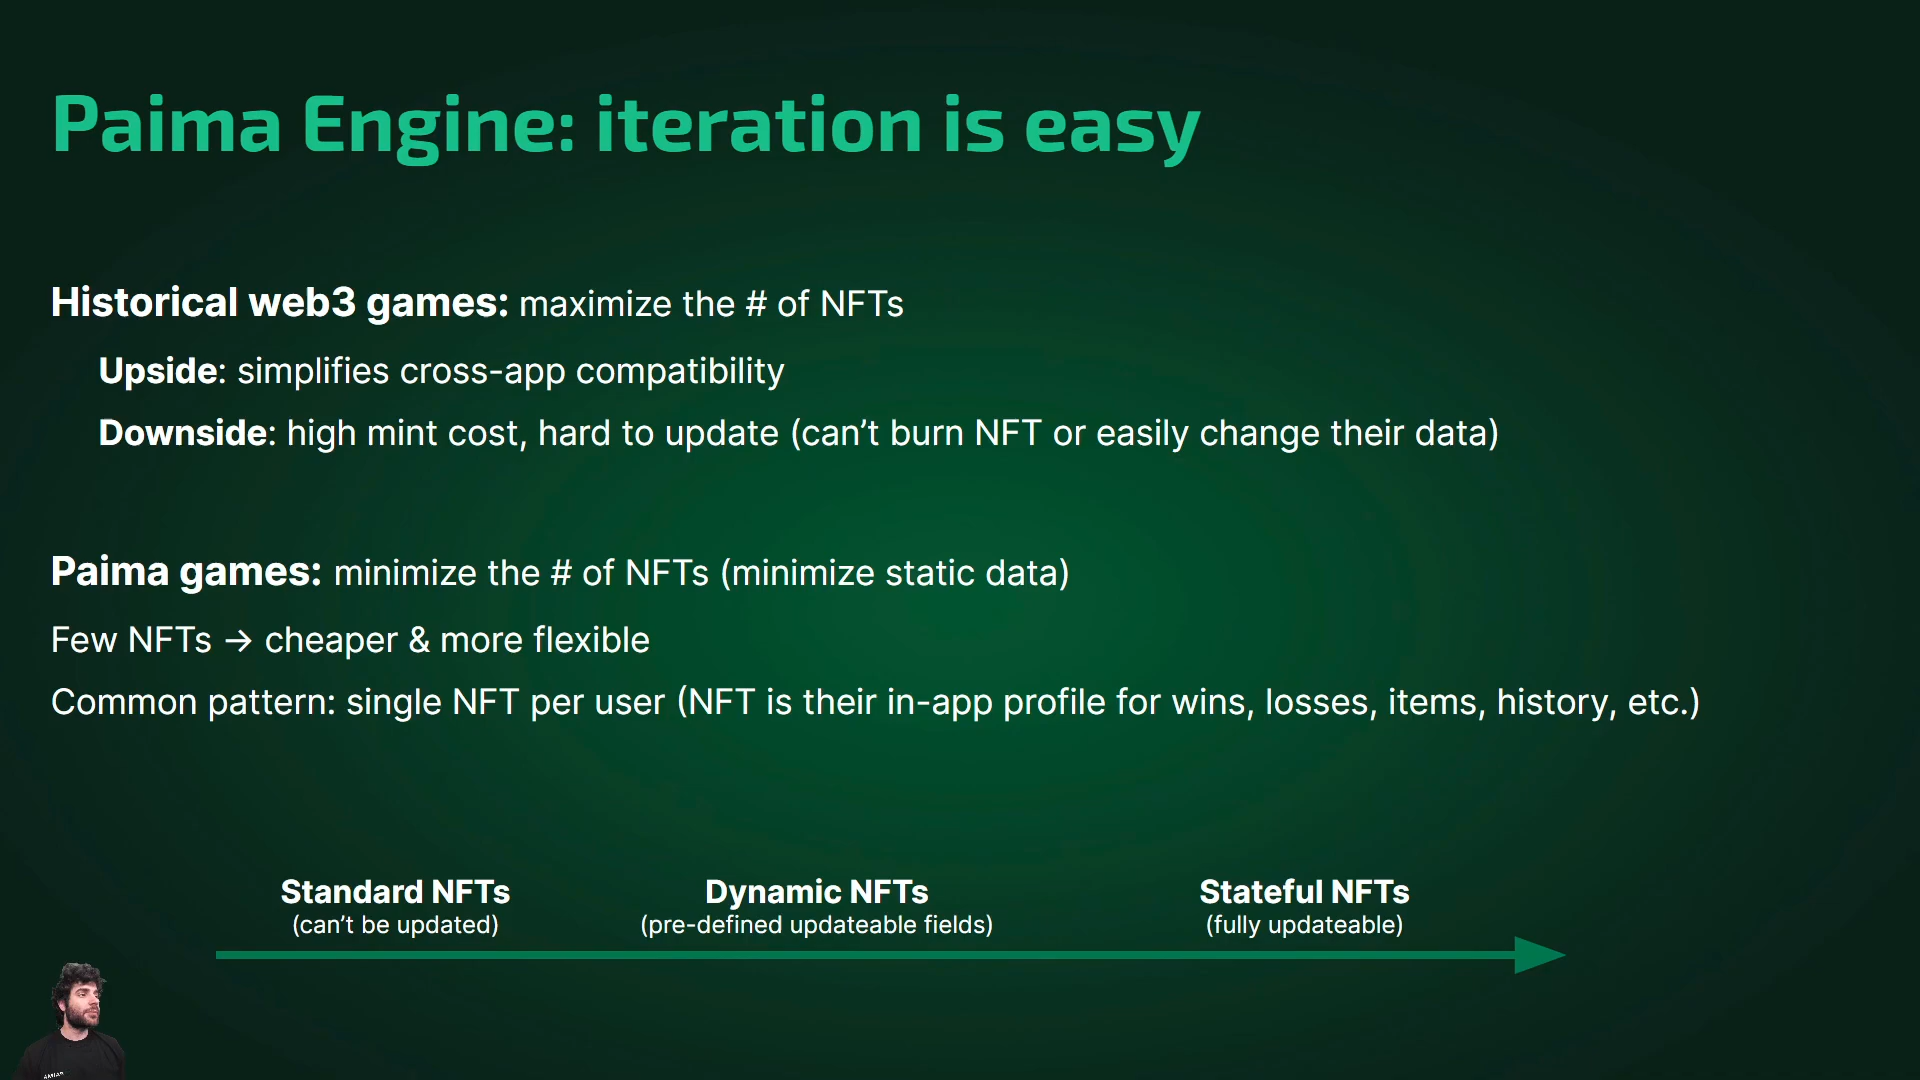 Paima Engine: iteration is easy
Historical web3 games: maximize the # of NFTs
Upside: simplifies cross-app compatibility
Downside: high mint cost, hard to update (can’t burn NFT or easily change their data)
Paima games: minimize the # of NFTs (minimize static data)
Few NFTs → cheaper & more flexible
Common pattern: single NFT per user (NFT is their in-app profile for wins, losses, items, history, etc.)
Standard NFTs
(can’t be updated)
Dynamic NFTs
(pre-defined updateable fields)
Stateful NFTs
(fully updateable)